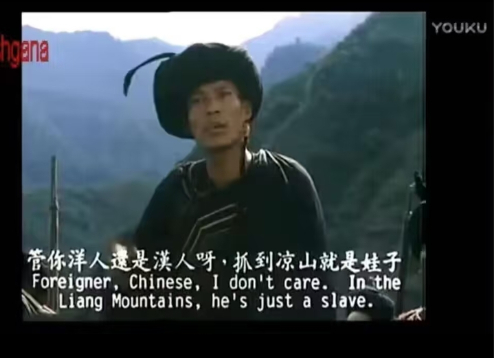 hgana
YOUKU
管你洋人還是漢人呀，抓到凉山就是娃子
Foreigner, Chinese, I don't care.  In the
Liang Mountains, he's just a slave.